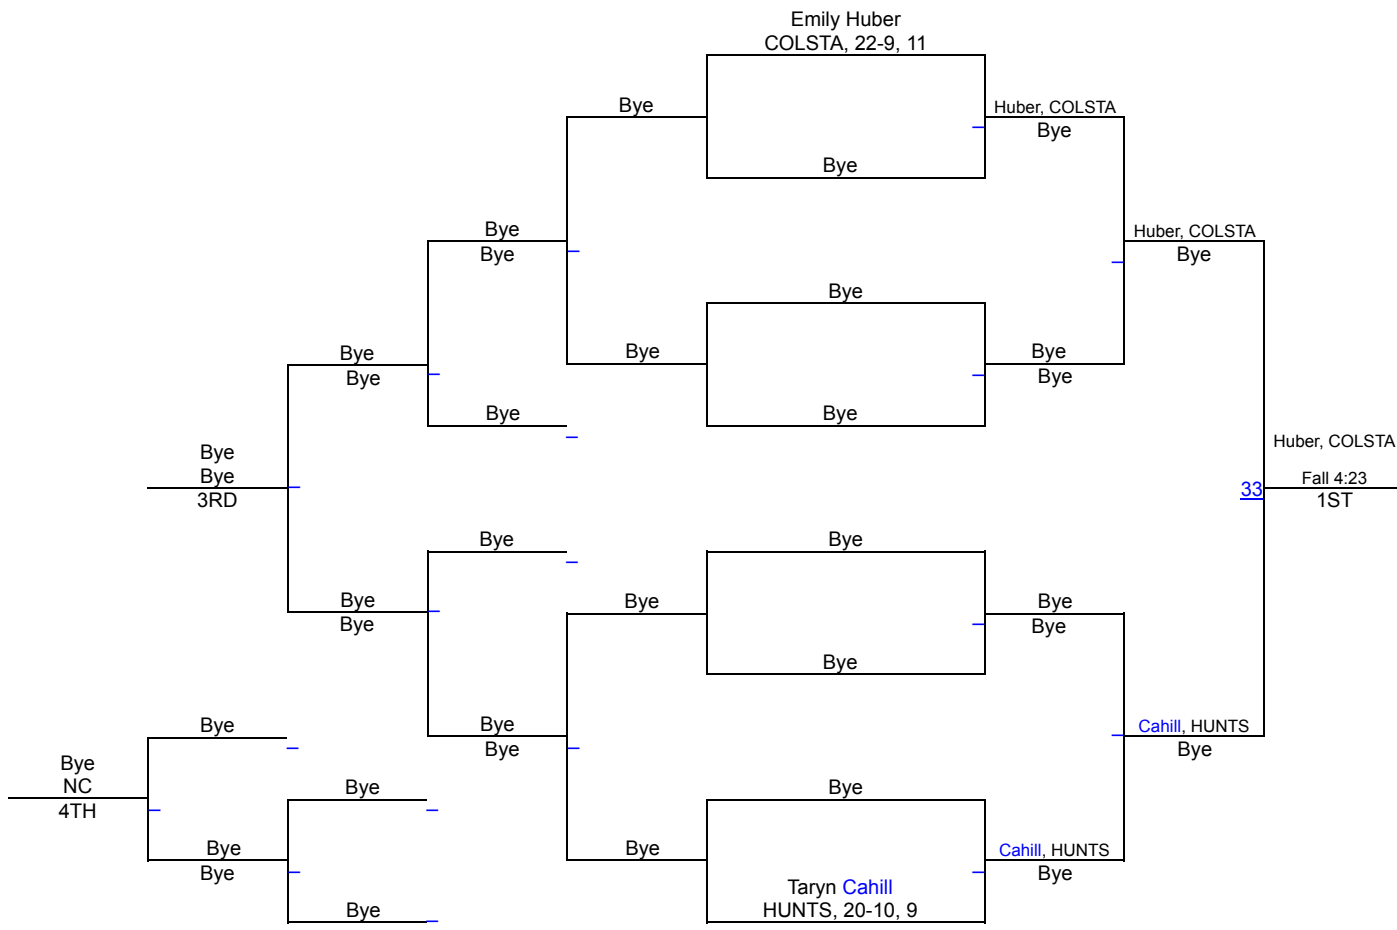 Emily Huber
COLSTA, 22-9, 11
Bye
Huber, COLSTA
Bye
Bye
Bye
Huber, COLSTA
Bye
Bye
Bye
Bye
Bye
Bye
Bye
Bye
Bye
Bye
Bye
Huber, COLSTA
Bye
Bye
3RD
33
Fall 4:23
1ST
Bye
Bye
Bye
Bye
Bye
Bye
Bye
Bye
Bye
Bye
Bye
Cahill, HUNTS
Bye
Bye
NC
4TH
Bye
Bye
Bye
Bye
Bye
Cahill, HUNTS
Bye
Taryn Cahill
HUNTS, 20-10, 9
Bye